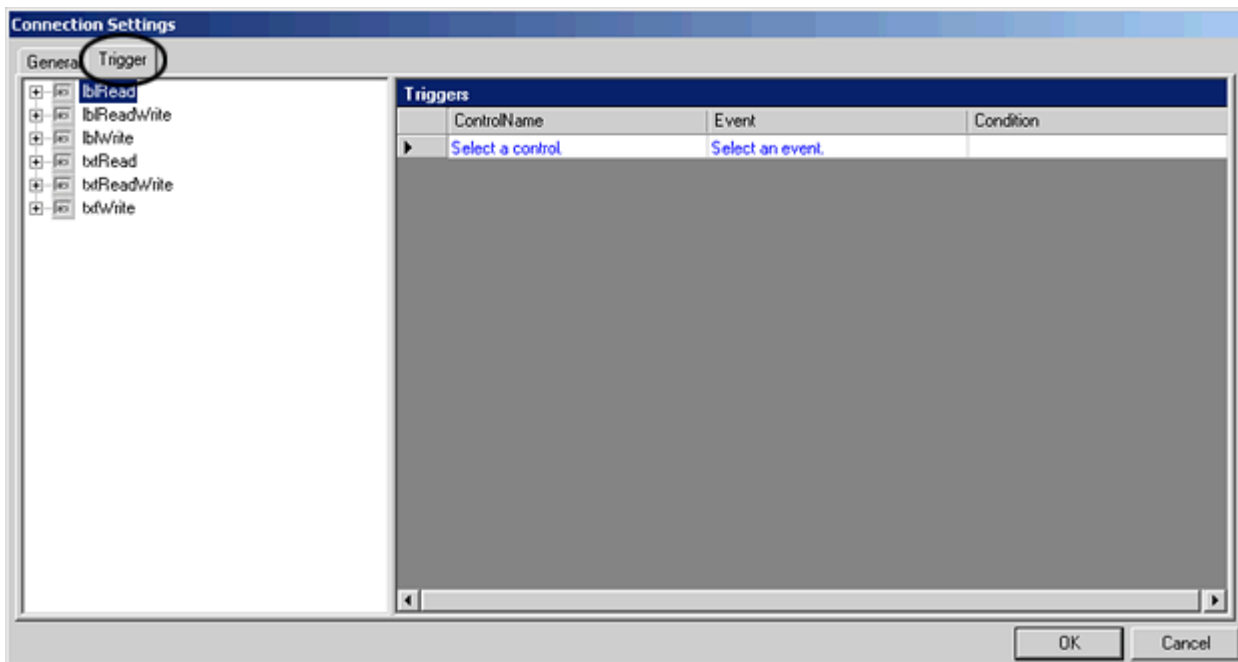 Connection Settings
General Trigger
lblRead
lblReadWrite
lblWrite
txtRead
txtReadWrite
txtWrite
Triggers
ControlName Event Condition
Select a control. Select an event.
OK Cancel